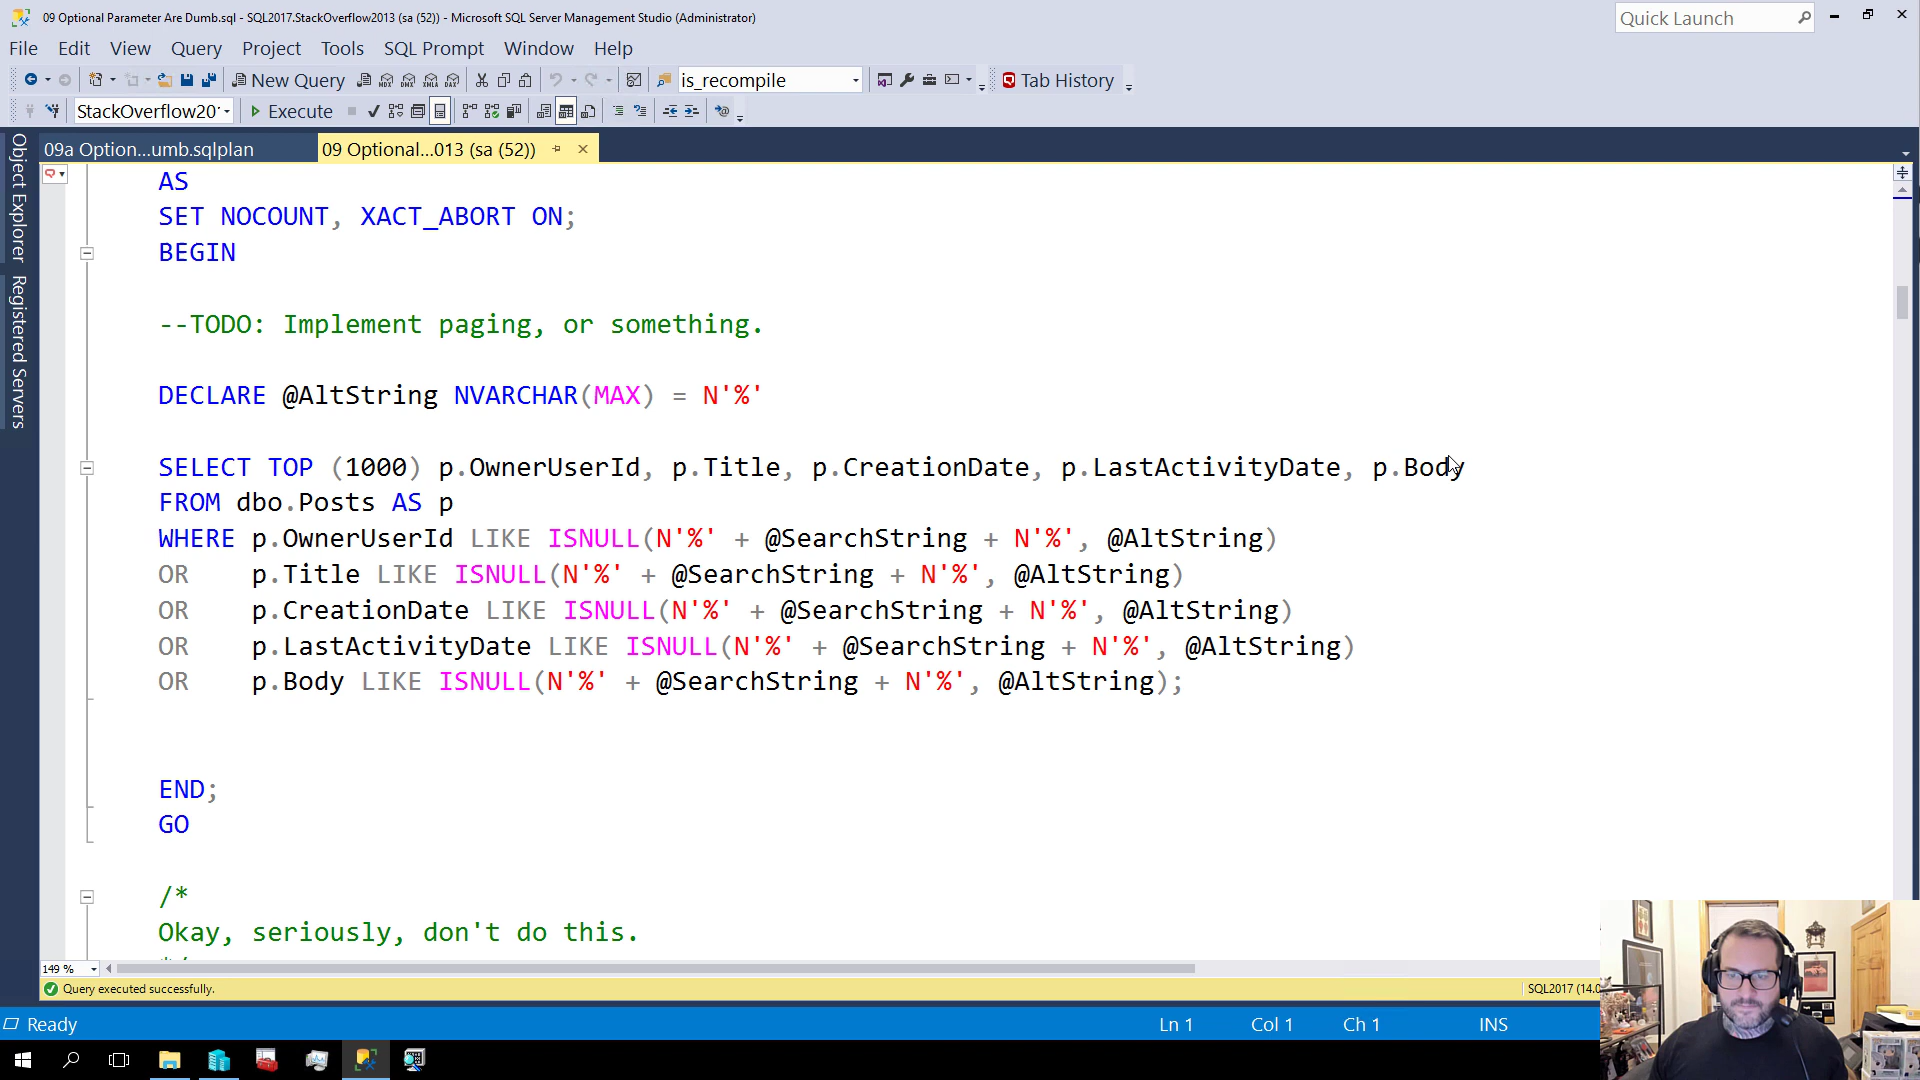 09 Optional Parameter Are Dumb.sql - SQL2017.StackOverflow2013 (sa (52)) - Microsoft SQL Server Management Studio (Administrator)
Quick Launch
File Edit View Query Project Tools SQL Prompt Window Help
New Query
is_recompile
Tab History
StackOverflow20
Execute
09a Option...umb.sqlplan
09 Optional...013 (sa (52))
Object Explorer
Registered Servers
AS
SET NOCOUNT, XACT_ABORT ON;
BEGIN
--TODO: Implement paging, or something.
DECLARE @AltString NVARCHAR(MAX) = N'%'
SELECT TOP (1000) p.OwnerUserId, p.Title, p.CreationDate, p.LastActivityDate, p.Body
FROM dbo.Posts AS p
WHERE p.OwnerUserId LIKE ISNULL(N'%' + @SearchString + N'%', @AltString)
OR p.Title LIKE ISNULL(N'%' + @SearchString + N'%', @AltString)
OR p.CreationDate LIKE ISNULL(N'%' + @SearchString + N'%', @AltString)
OR p.LastActivityDate LIKE ISNULL(N'%' + @SearchString + N'%', @AltString)
OR p.Body LIKE ISNULL(N'%' + @SearchString + N'%', @AltString);
END;
GO
/*
Okay, seriously, don't do this.
149 %
Query executed successfully.
SQL2017 (14.0
Ready
Ln 1 Col 1 Ch 1 INS